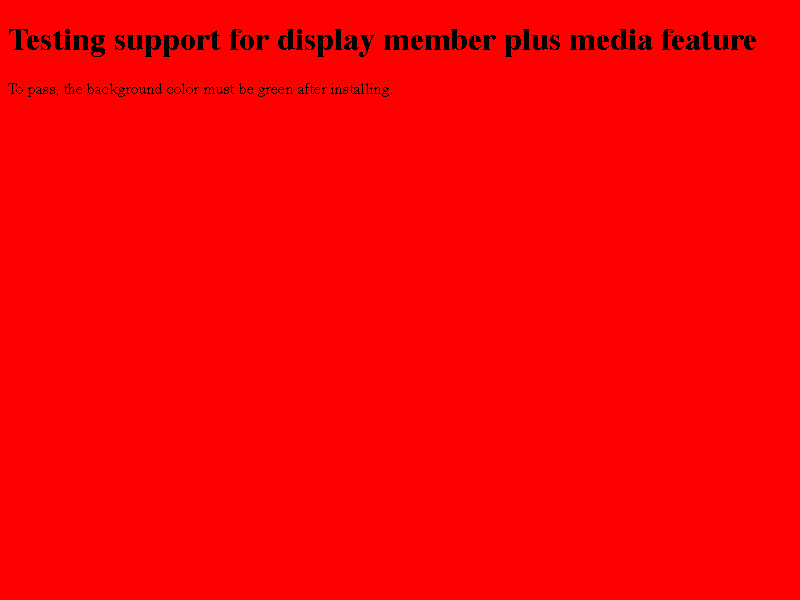 Testing support for display member plus media feature
To pass, the background color must be green after installing.